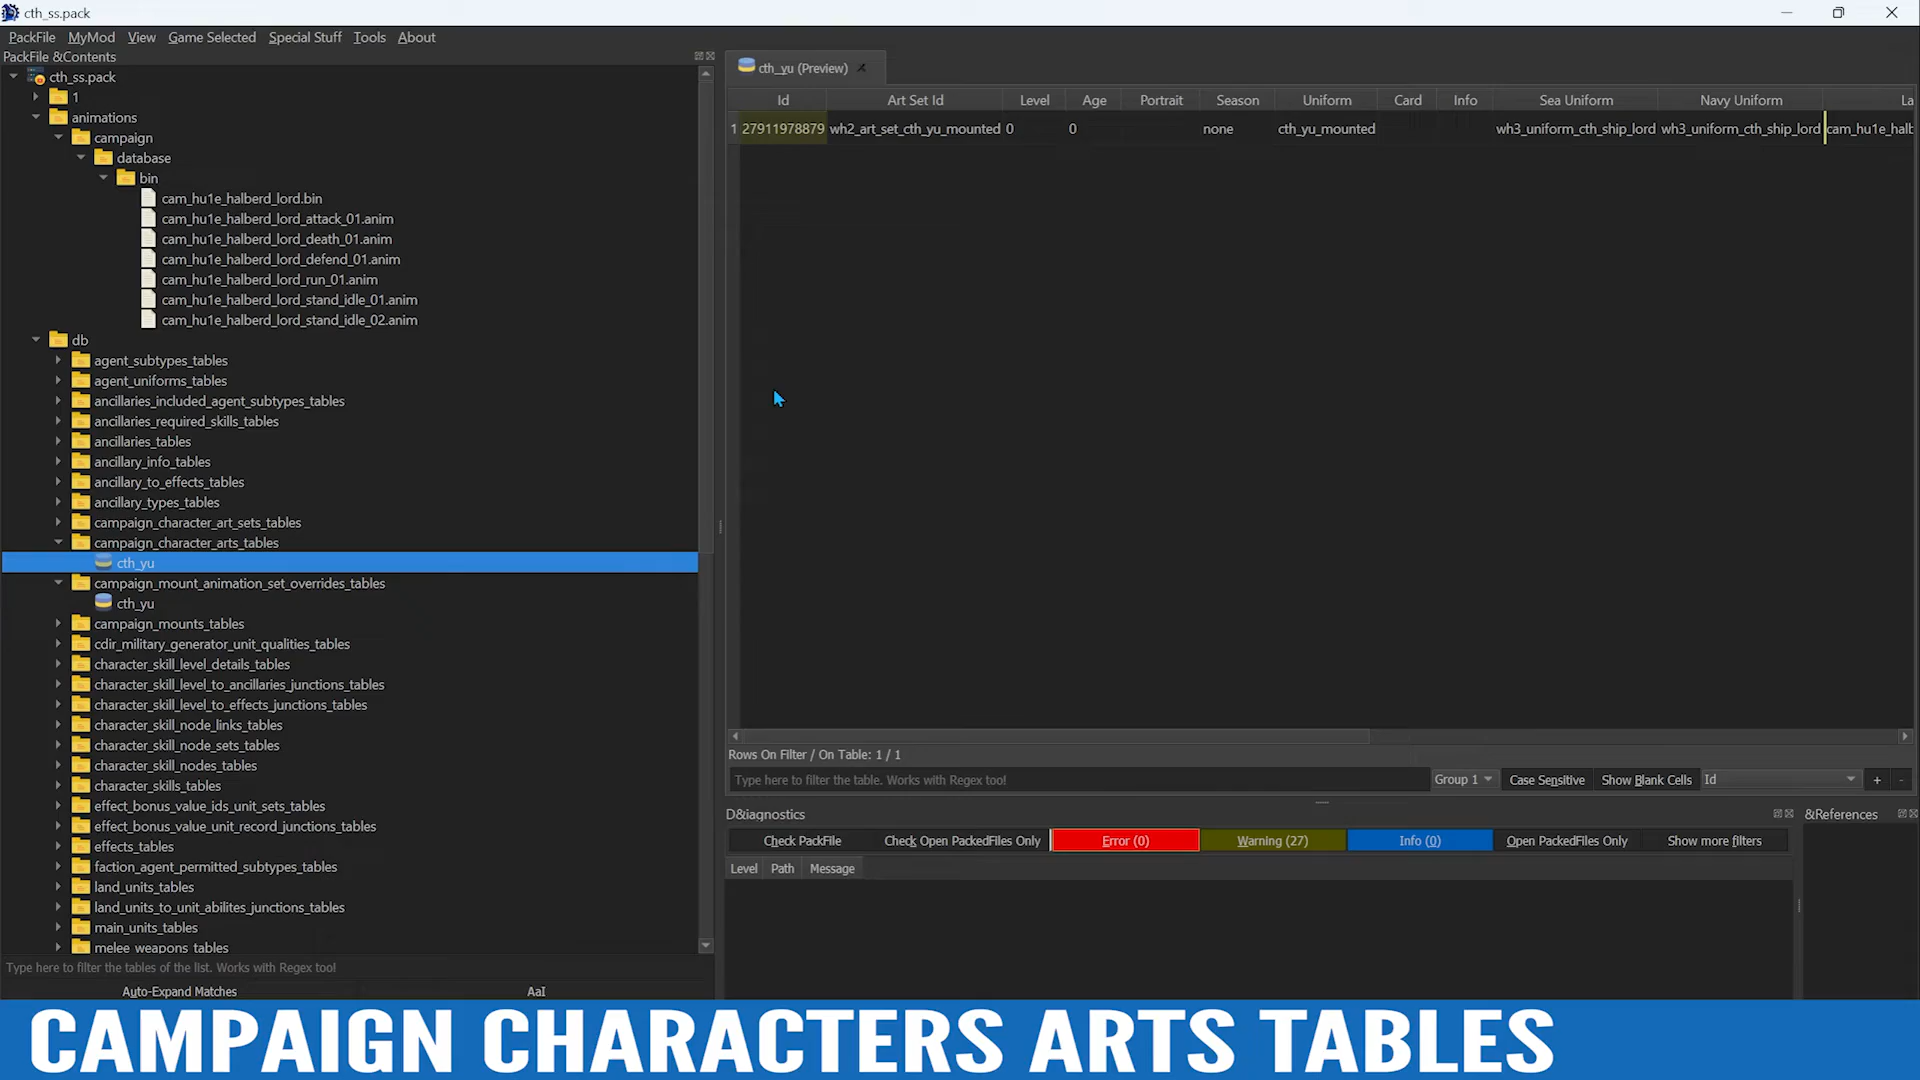 cth_ss.pack
PackFile MyMod View Game Selected Special Stuff Tools About
PackFile &Contents
cth_ss.pack
1
animations
campaign
database
bin
cam_hu1e_halberd_lord.bin
cam_hu1e_halberd_lord_attack_01.anim
cam_hu1e_halberd_lord_death_01.anim
cam_hu1e_halberd_lord_defend_01.anim
cam_hu1e_halberd_lord_run_01.anim
cam_hu1e_halberd_lord_stand_idle_01.anim
cam_hu1e_halberd_lord_stand_idle_02.anim
db
agent_subtypes_tables
agent_uniforms_tables
ancillaries_included_agent_subtypes_tables
ancillaries_required_skills_tables
ancillaries_tables
ancillary_info_tables
ancillary_to_effects_tables
ancillary_types_tables
campaign_character_art_sets_tables
campaign_character_arts_tables
cth_yu
campaign_mount_animation_set_overrides_tables
cth_yu
campaign_mounts_tables
cdir_military_generator_unit_qualities_tables
character_skill_level_details_tables
character_skill_level_to_ancillaries_junctions_tables
character_skill_level_to_effects_junctions_tables
character_skill_node_links_tables
character_skill_node_sets_tables
character_skill_nodes_tables
character_skills_tables
effect_bonus_value_ids_unit_sets_tables
effect_bonus_value_unit_record_junctions_tables
effects_tables
faction_agent_permitted_subtypes_tables
land_units_tables
land_units_to_unit_abilites_junctions_tables
main_units_tables
melee_weapons_tables
Type here to filter the tables of the list. Works with Regex too!
Auto-Expand Matches AaI
cth_yu (Preview)
Id Art Set Id Level Age Portrait Season Uniform Card Info Sea Uniform Navy Uniform La
1 27911978879 wh2_art_set_cth_yu_mounted 0 0 none cth_yu_mounted wh3_uniform_cth_ship_lord wh3_uniform_cth_ship_lord cam_hu1e_halb
Rows On Filter / On Table: 1 / 1
Type here to filter the table. Works with Regex too! Group 1 Case Sensitive Show Blank Cells Id + -
D&iagnostics
&References
Check PackFile Check Open PackedFiles Only Error (0) Warning (27) Info (0) Open PackedFiles Only Show more filters
Level Path Message
CAMPAIGN CHARACTERS ARTS TABLES